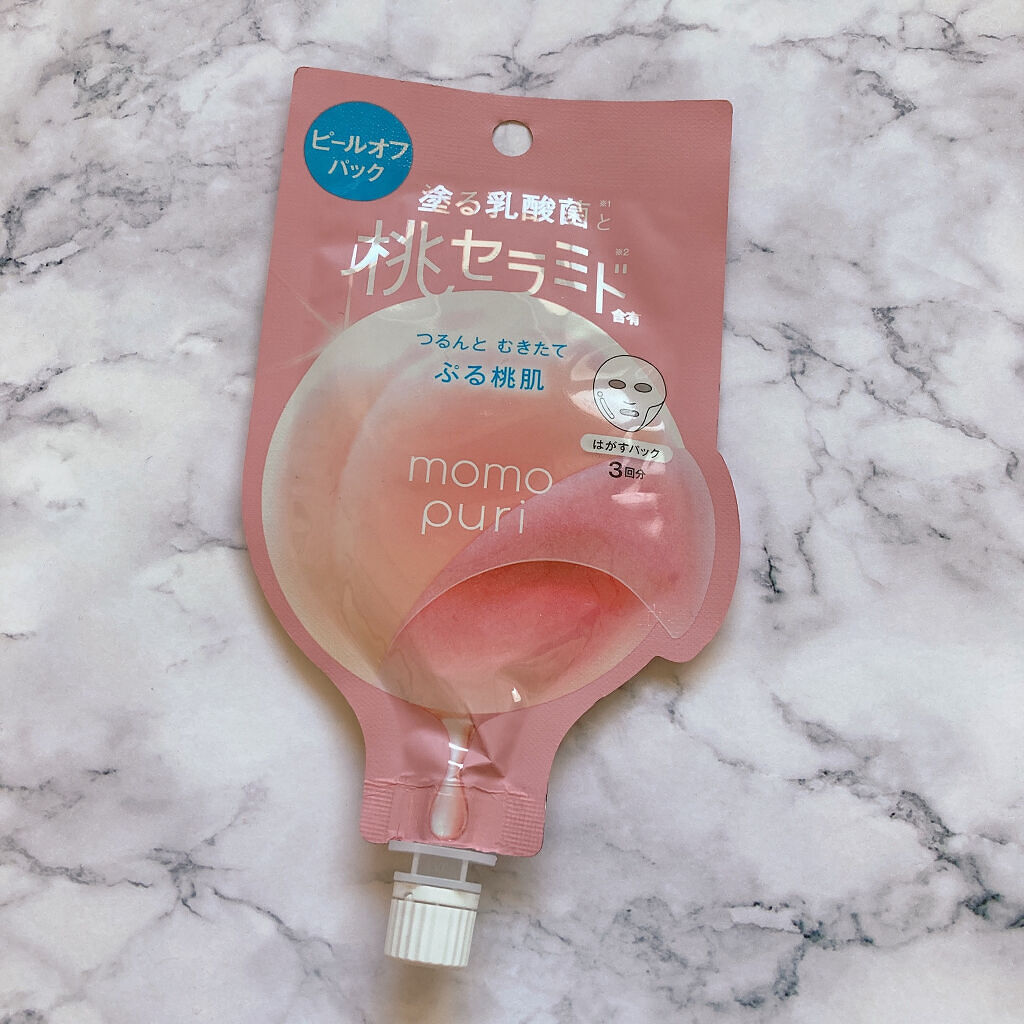 ピールオフ
パック
塗る乳酸菌※1と
桃セラミド※2
含有
つるんと むきたて
ぷる桃肌
はがすパック
3回分
momo
puri